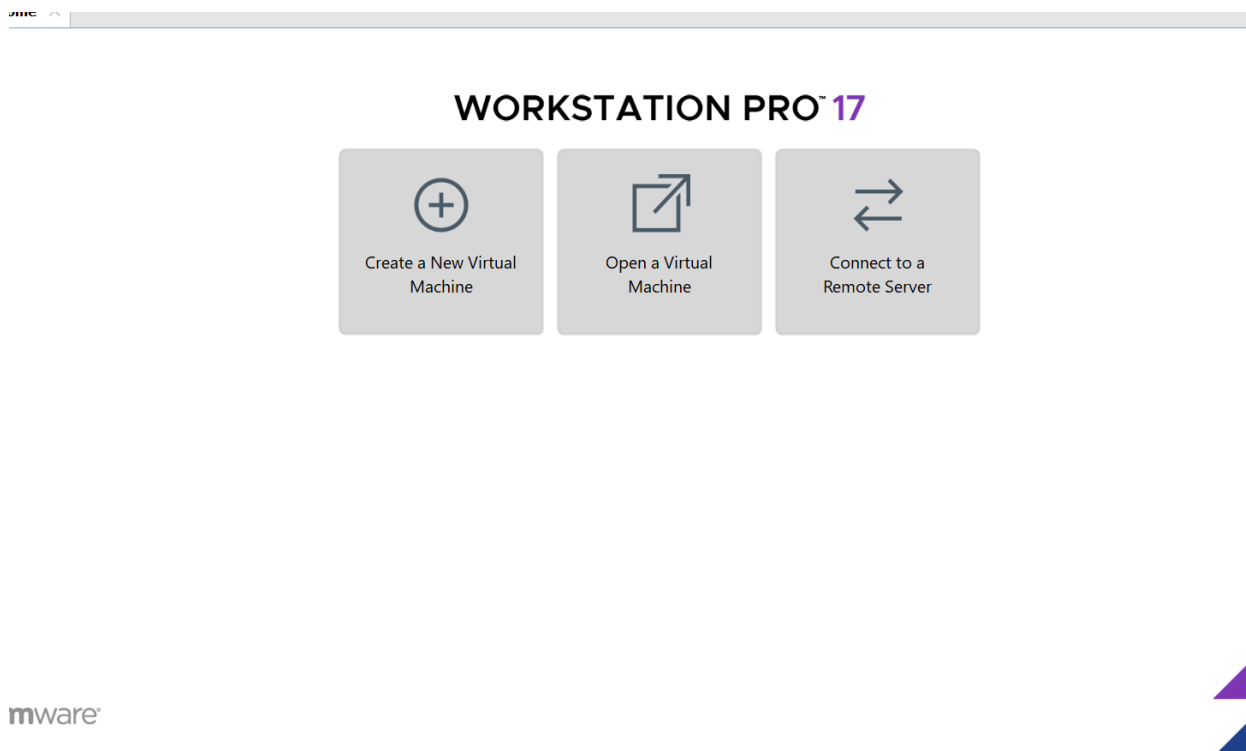 WORKSTATION PRO™ 17
Create a New Virtual
Machine
Open a Virtual
Machine
Connect to a
Remote Server
mware®